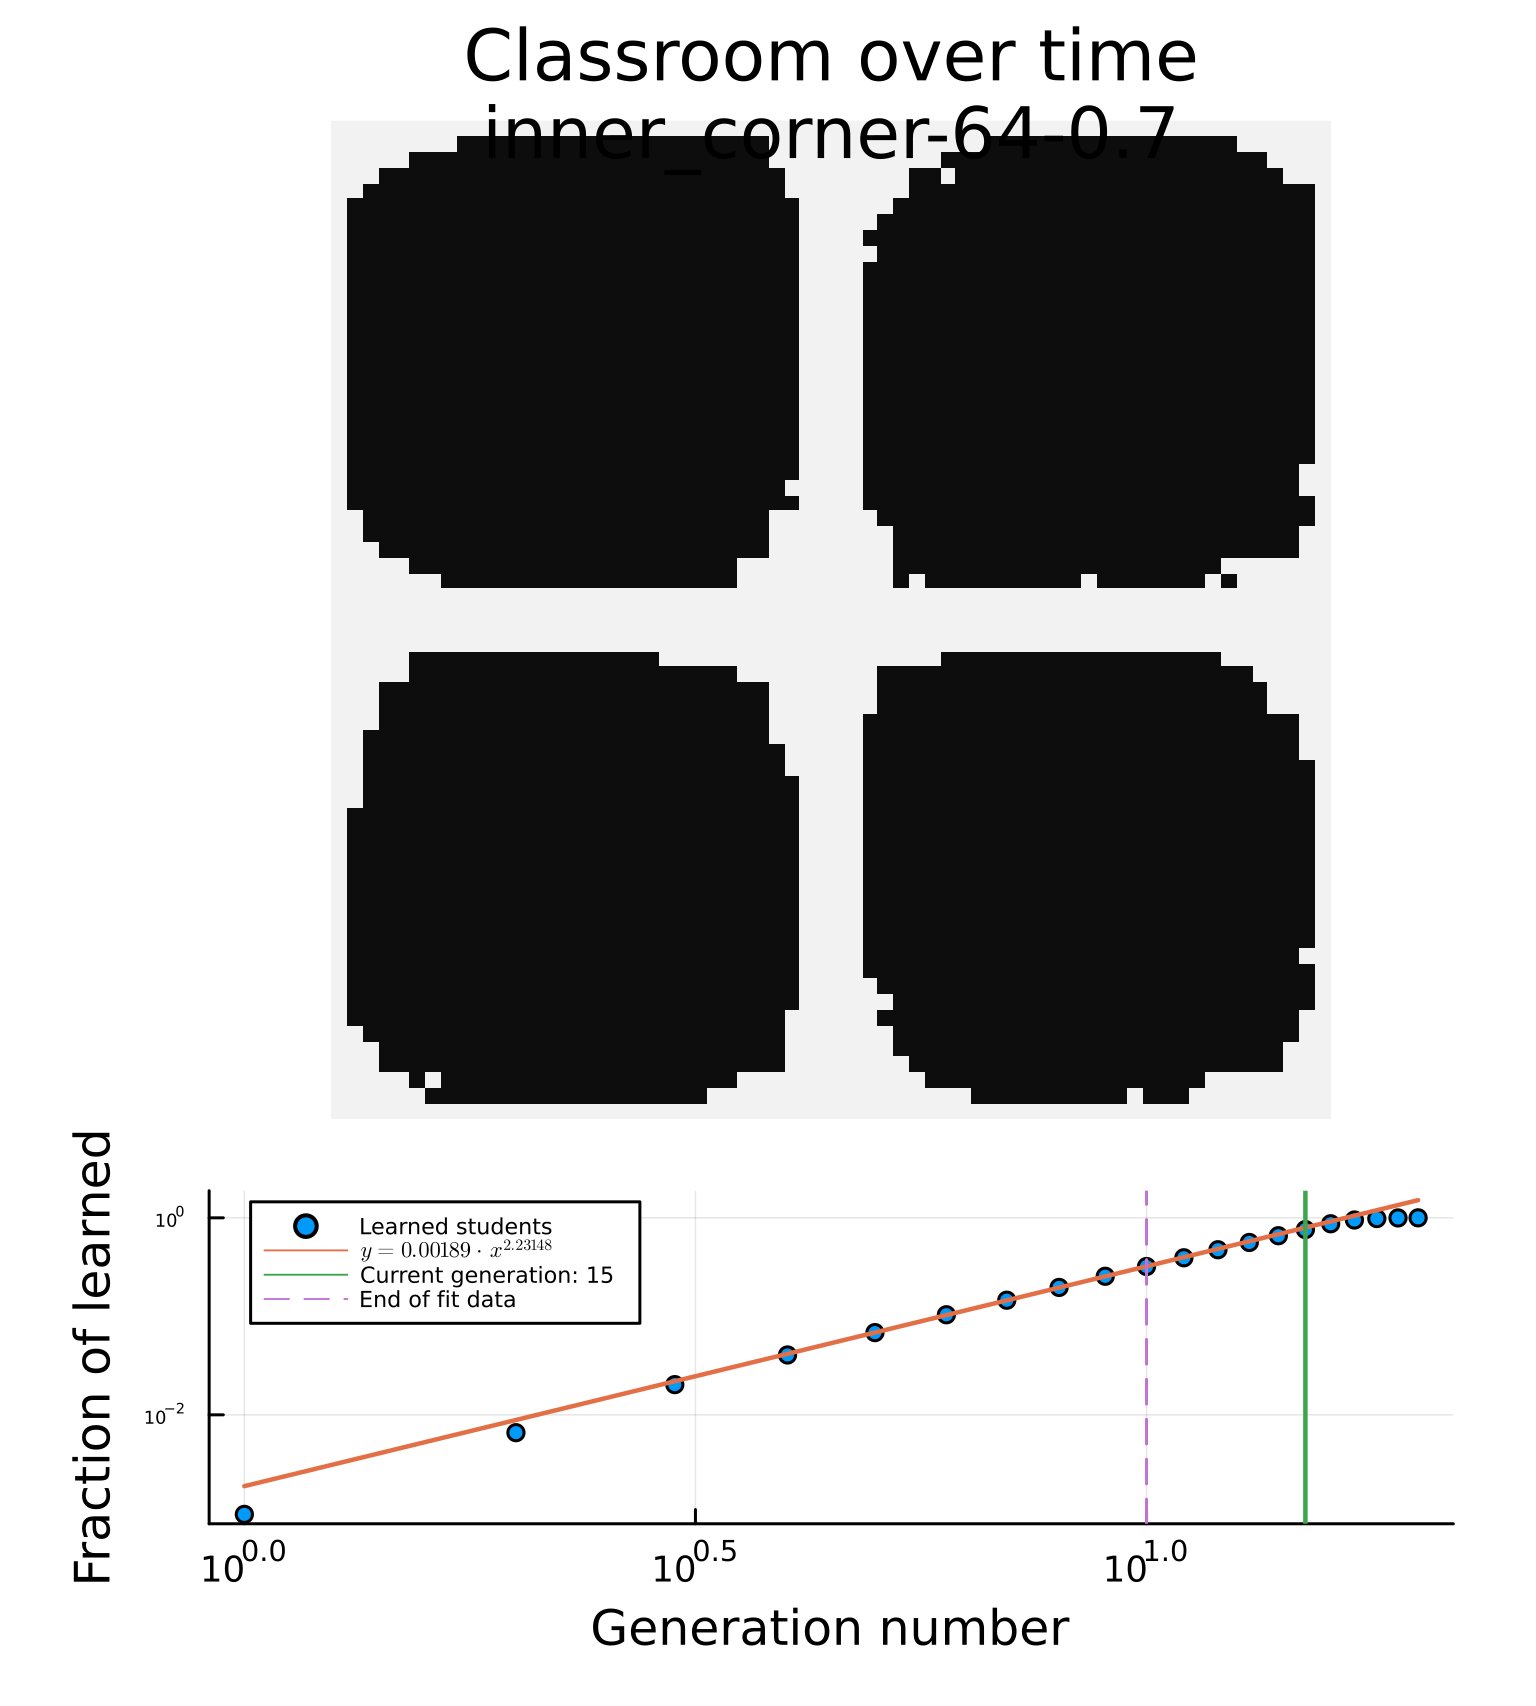 Classroom over time
inner_corner-64-0.7
Fraction of learned
10^0
10^−2
Learned students
y = 0.00189 · x^2.23148
Current generation: 15
End of fit data
10^0.0
10^0.5
10^1.0
Generation number